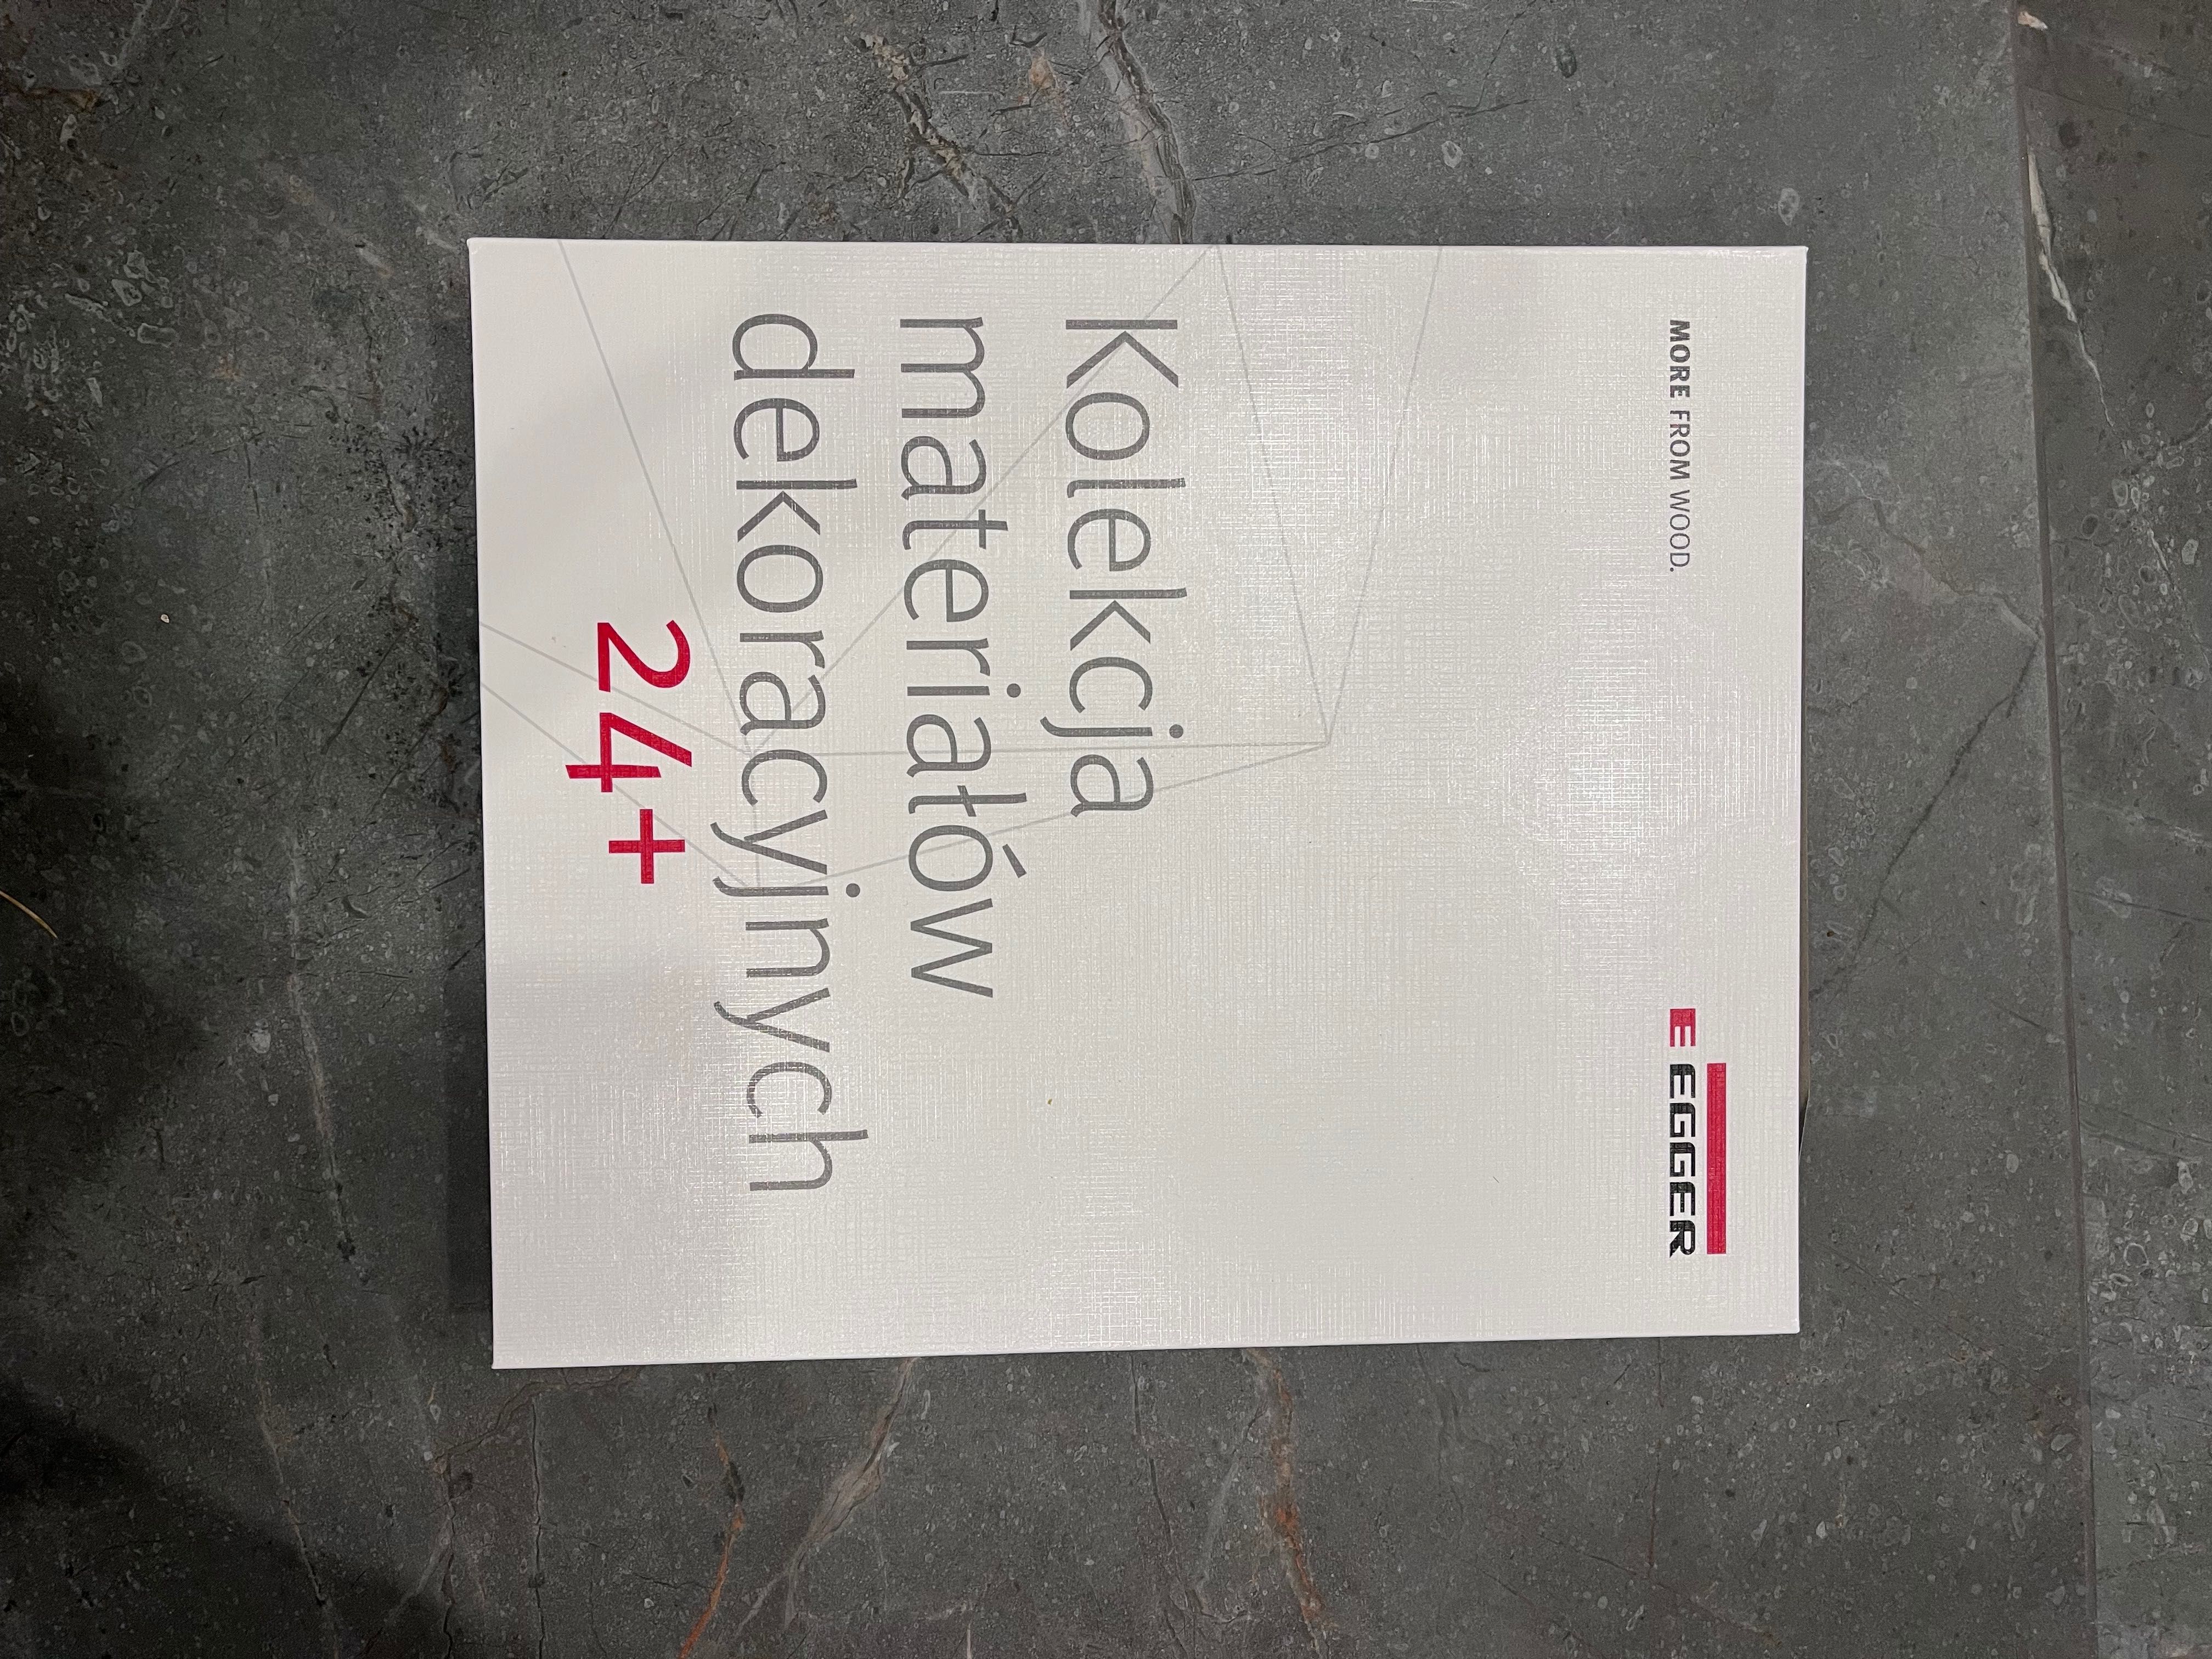 MORE FROM WOOD.
E EGGER
Kolekcja
materiałów
dekoracyjnych
24+